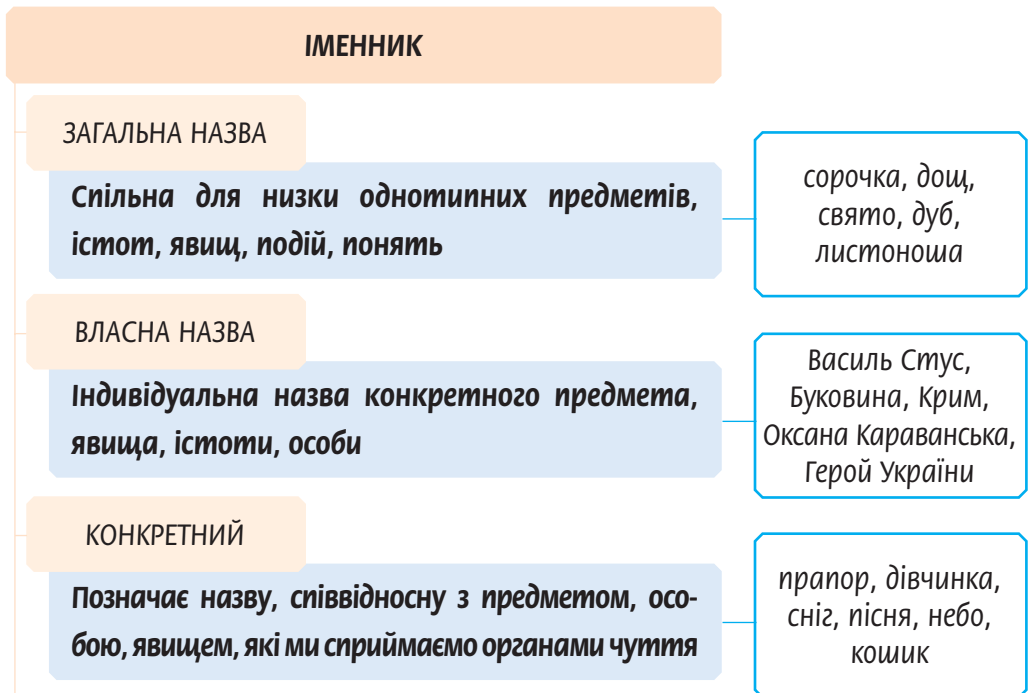 ІМЕННИК
ЗАГАЛЬНА НАЗВА
Спільна для низки однотипних предметів,
істот, явищ, подій, понять
сорочка, дощ,
свято, дуб,
листоноша
ВЛАСНА НАЗВА
Індивідуальна назва конкретного предмета,
явища, істоти, особи
Василь Стус,
Буковина, Крим,
Оксана Караванська,
Герой України
КОНКРЕТНИЙ
Позначає назву, співвідносну з предметом, осо-
бою, явищем, які ми сприймаємо органами чуття
прапор, дівчинка,
сніг, пісня, небо,
кошик